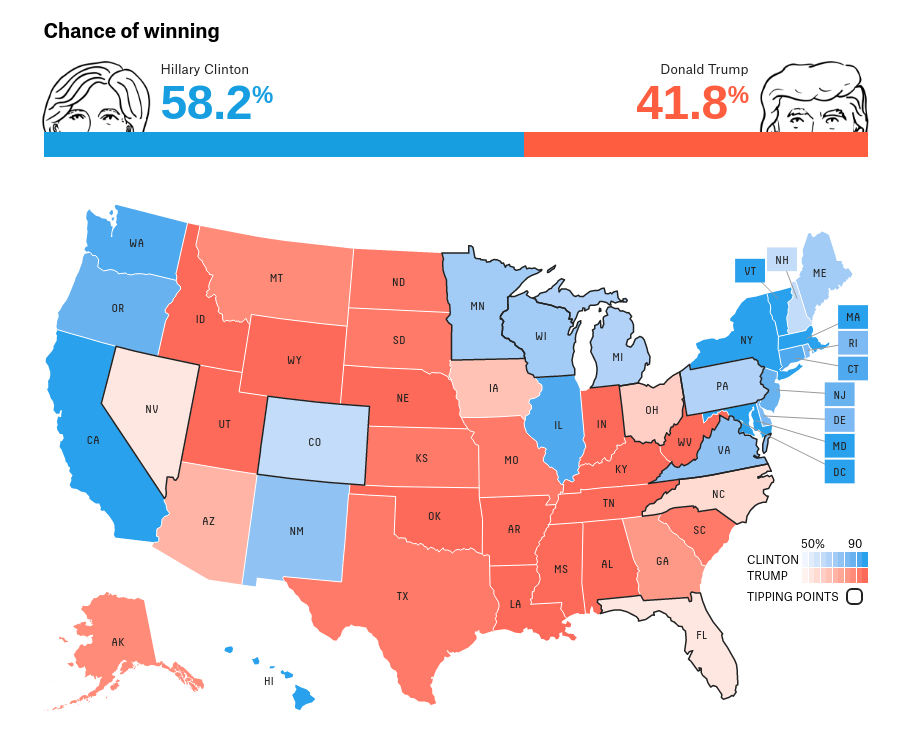 Chance of winning
Hillary Clinton
58.2%
Donald Trump
41.8%
WA
MT
ND
MN
VT
NH
ME
OR
ID
SD
WI
MI
NY
MA
RI
CT
WY
NE
IA
PA
NJ
NV
UT
CO
IL
IN
OH
DE
CA
KS
MO
KY
WV
VA
MD
DC
AZ
NM
OK
AR
TN
NC
SC
TX
LA
MS
AL
GA
FL
AK
HI
50% 90
CLINTON
TRUMP
TIPPING POINTS